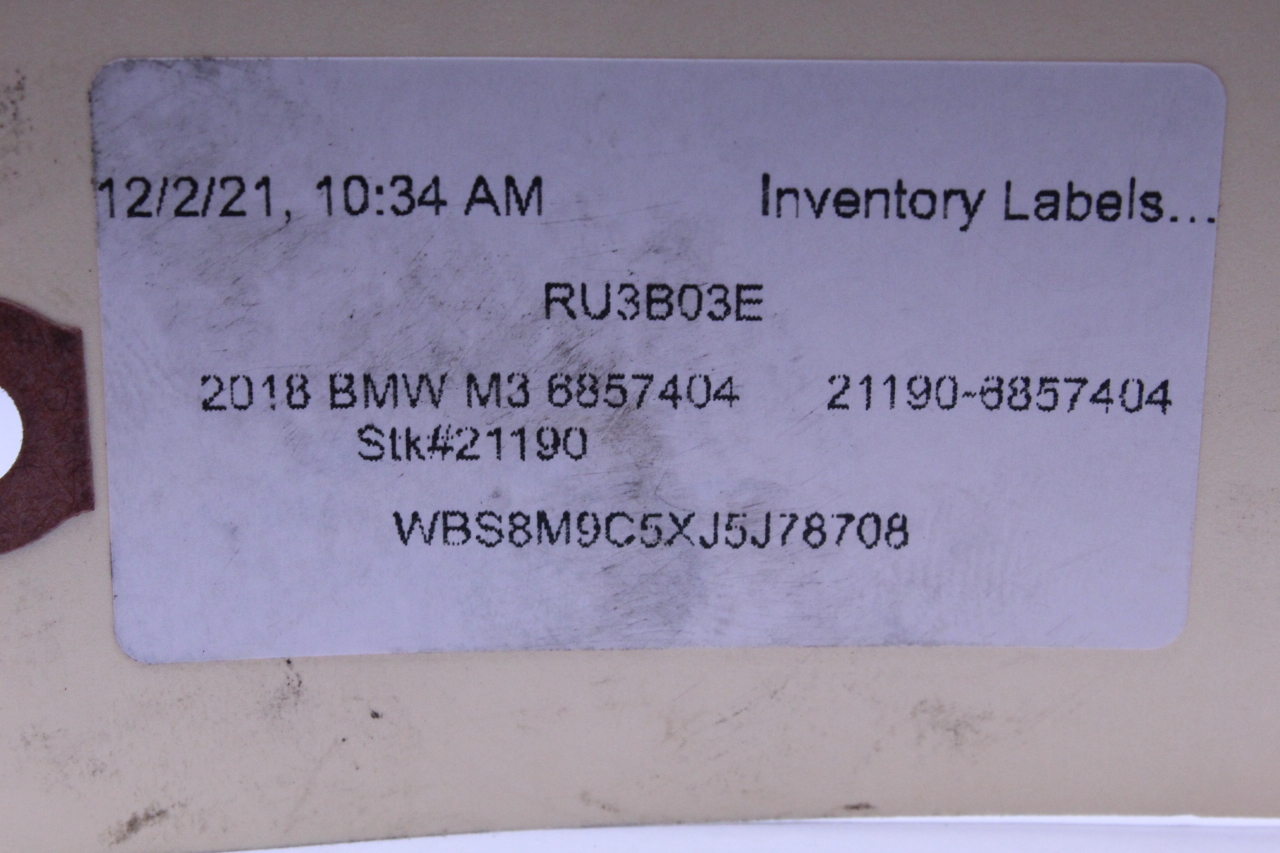 12/2/21, 10:34 AM Inventory Labels...
RU3B03E
2018 BMW M3 6857404 21190-6857404
Stk#21190
WBS8M9C5XJ5J78708